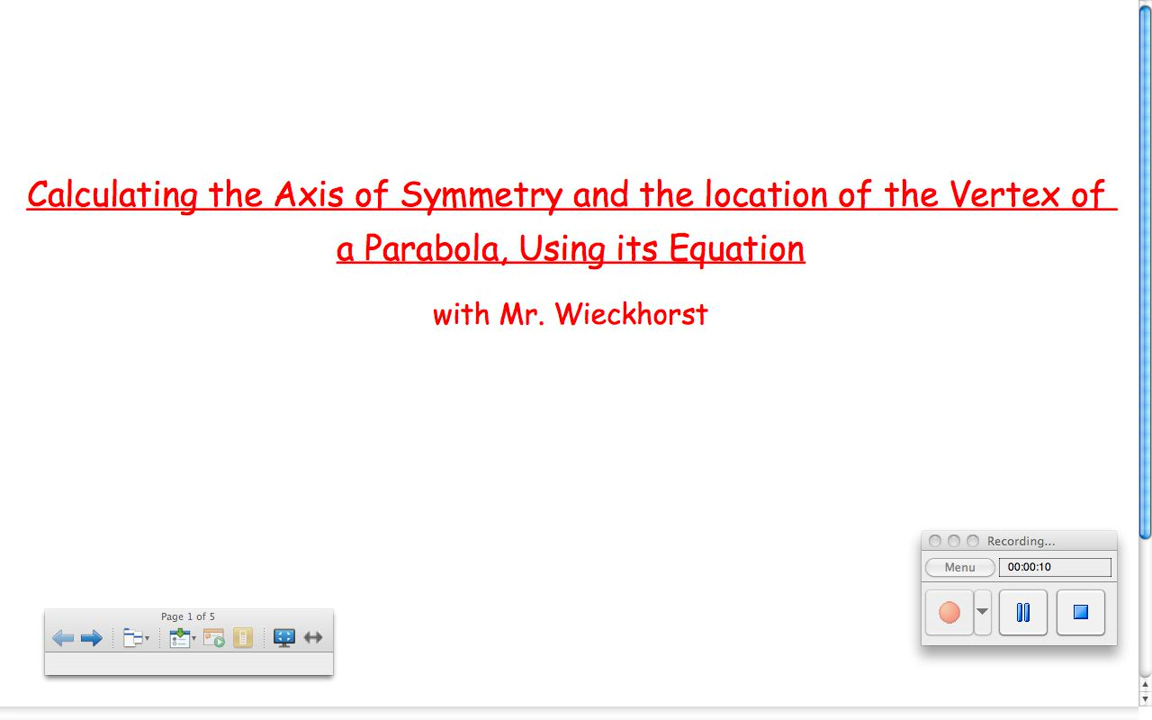 Calculating the Axis of Symmetry and the location of the Vertex of
a Parabola, Using its Equation
with Mr. Wieckhorst
Recording...
Menu
00:00:10
Page 1 of 5